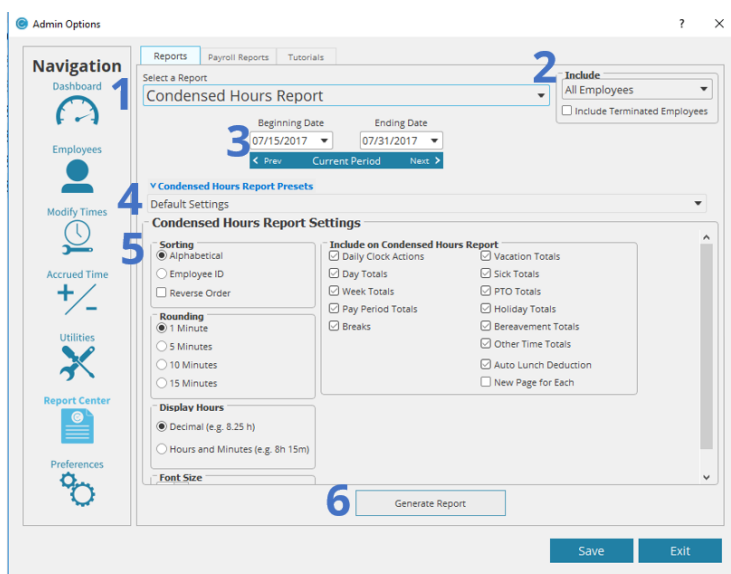 Admin Options
?
Navigation
Dashboard
Employees
Modify Times
Accrued Time
Utilities
Report Center
Preferences
Reports Payroll Reports Tutorials
1
Select a Report
Condensed Hours Report
2
Include
All Employees
Include Terminated Employees
3
Beginning Date Ending Date
07/15/2017 07/31/2017
< Prev Current Period Next >
4
Condensed Hours Report Presets
Default Settings
5
Condensed Hours Report Settings
Sorting
Alphabetical
Employee ID
Reverse Order
Rounding
1 Minute
5 Minutes
10 Minutes
15 Minutes
Display Hours
Decimal (e.g. 8.25 h)
Hours and Minutes (e.g. 8h 15m)
Font Size
Include on Condensed Hours Report
Daily Clock Actions
Day Totals
Week Totals
Pay Period Totals
Breaks
Vacation Totals
Sick Totals
PTO Totals
Holiday Totals
Bereavement Totals
Other Time Totals
Auto Lunch Deduction
New Page for Each
6
Generate Report
Save Exit